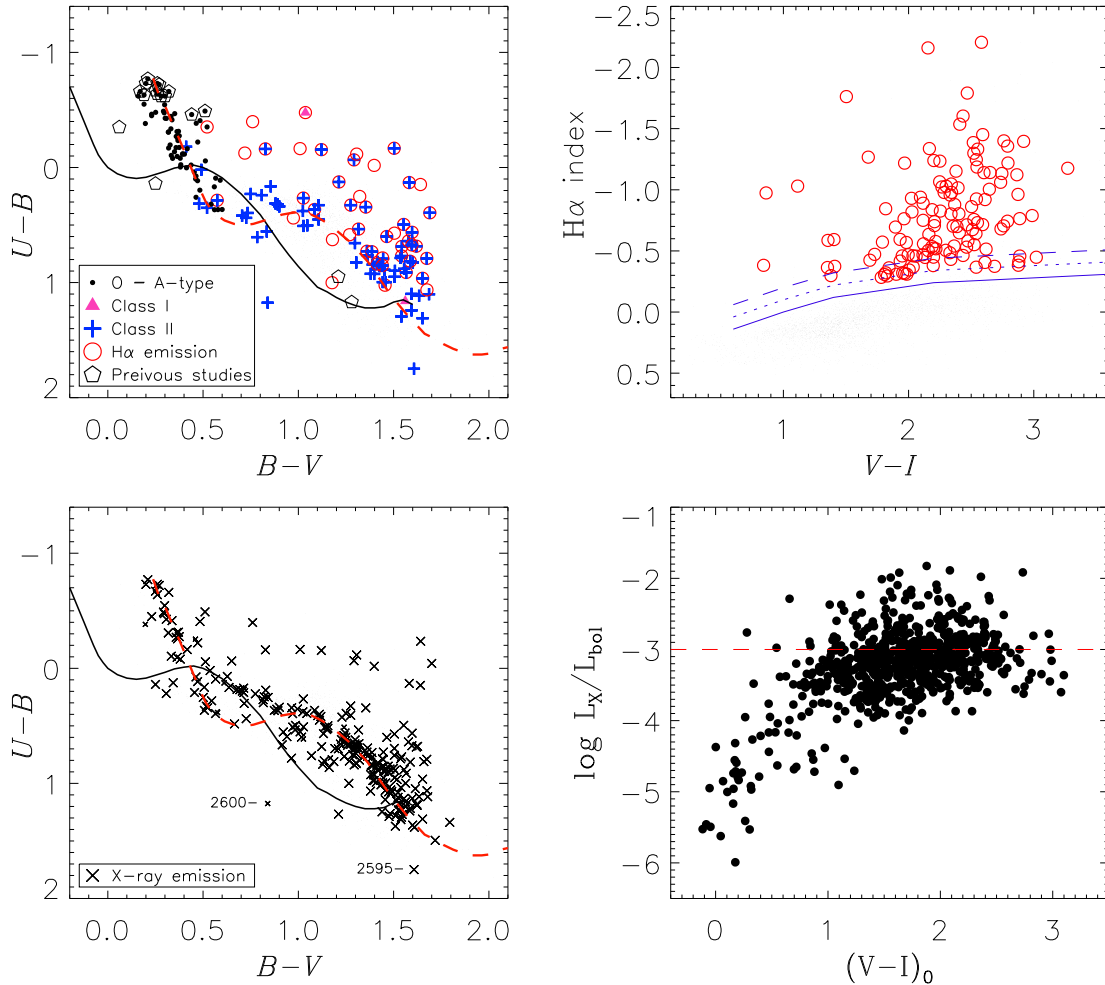 −1
0
1
2
U−B
0.0 0.5 1.0 1.5 2.0
B−V
O − A−type
Class I
Class II
Hα emission
Preivous studies
−2.5
−2.0
−1.5
−1.0
−0.5
0.0
0.5
Hα index
1 2 3
V−I
−1
0
1
2
U−B
0.0 0.5 1.0 1.5 2.0
B−V
2600−
2595−
X−ray emission
−1
−2
−3
−4
−5
−6
log L_X/L_bol
0 1 2 3
(V−I)_0